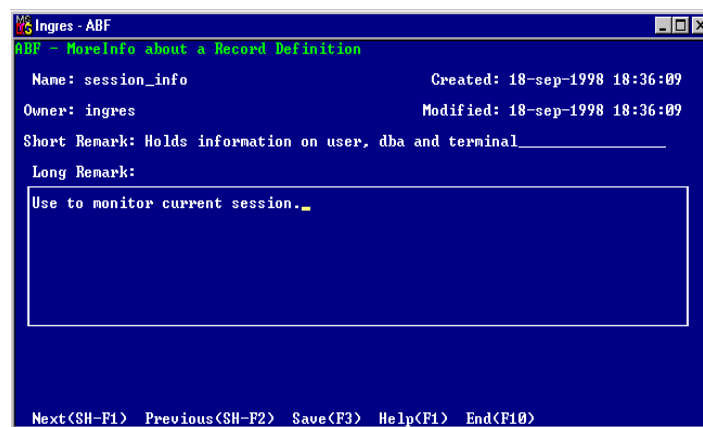 MS Ingres - ABF
ABF - MoreInfo about a Record Definition
Name: session_info Created: 18-sep-1998 18:36:09
Owner: ingres Modified: 18-sep-1998 18:36:09
Short Remark: Holds information on user, dba and terminal
Long Remark:
Use to monitor current session.
Next(SH-F1) Previous(SH-F2) Save(F3) Help(F1) End(F10)